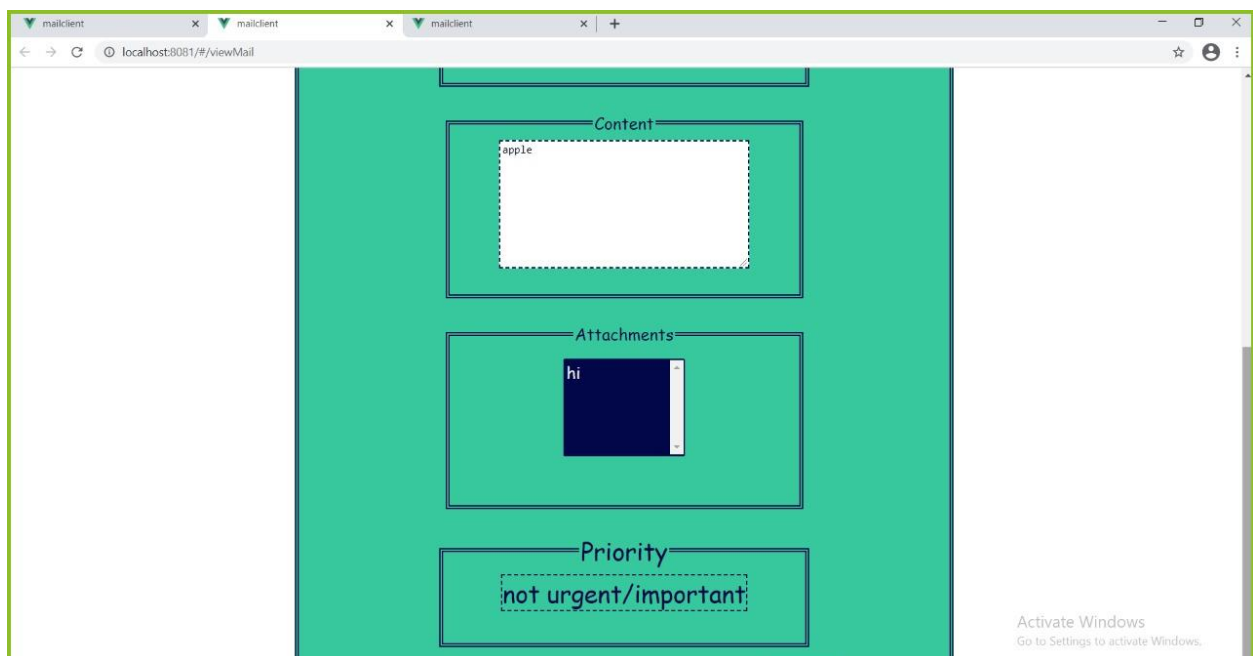 mailclient
mailclient
mailclient
localhost:8081/#/viewMail
Content
apple
Attachments
hi
Priority
not urgent/important
Activate Windows
Go to Settings to activate Windows.